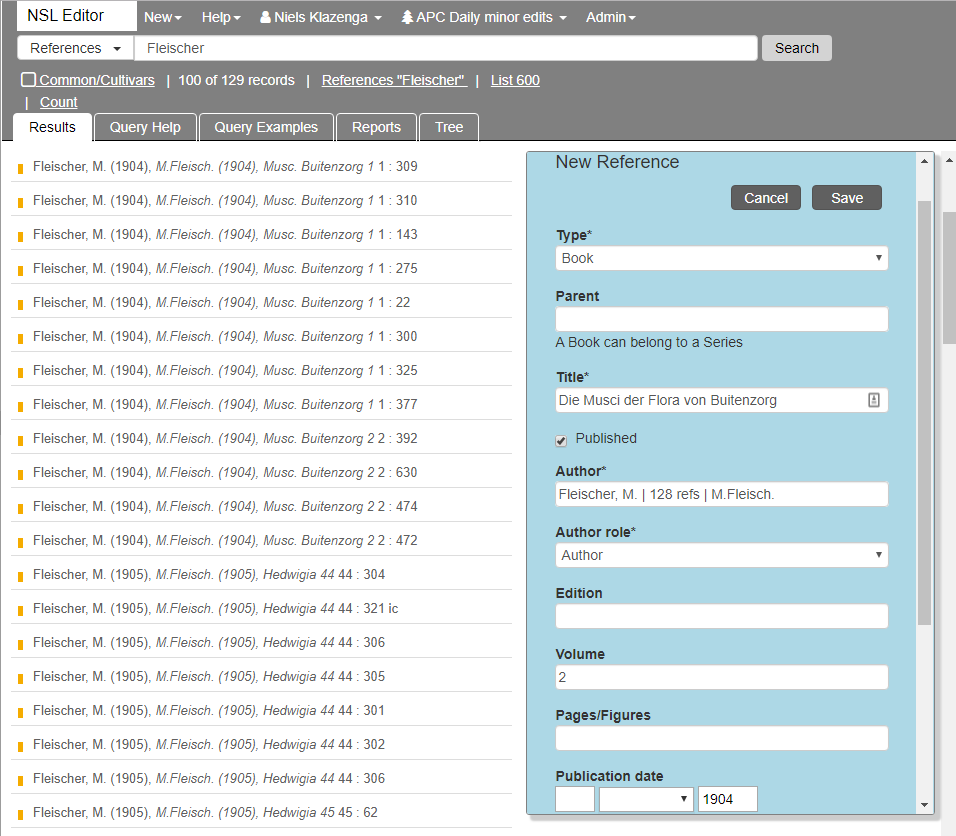 NSL Editor New Help Niels Klazenga APC Daily minor edits Admin
References Fleischer Search
Common/Cultivars | 100 of 129 records | References "Fleischer" | List 600
| Count
Results Query Help Query Examples Reports Tree
Fleischer, M. (1904), M.Fleisch. (1904), Musc. Buitenzorg 1 1 : 309
Fleischer, M. (1904), M.Fleisch. (1904), Musc. Buitenzorg 1 1 : 310
Fleischer, M. (1904), M.Fleisch. (1904), Musc. Buitenzorg 1 1 : 143
Fleischer, M. (1904), M.Fleisch. (1904), Musc. Buitenzorg 1 1 : 275
Fleischer, M. (1904), M.Fleisch. (1904), Musc. Buitenzorg 1 1 : 22
Fleischer, M. (1904), M.Fleisch. (1904), Musc. Buitenzorg 1 1 : 300
Fleischer, M. (1904), M.Fleisch. (1904), Musc. Buitenzorg 1 1 : 325
Fleischer, M. (1904), M.Fleisch. (1904), Musc. Buitenzorg 1 1 : 377
Fleischer, M. (1904), M.Fleisch. (1904), Musc. Buitenzorg 2 2 : 392
Fleischer, M. (1904), M.Fleisch. (1904), Musc. Buitenzorg 2 2 : 630
Fleischer, M. (1904), M.Fleisch. (1904), Musc. Buitenzorg 2 2 : 474
Fleischer, M. (1904), M.Fleisch. (1904), Musc. Buitenzorg 2 2 : 472
Fleischer, M. (1905), M.Fleisch. (1905), Hedwigia 44 44 : 304
Fleischer, M. (1905), M.Fleisch. (1905), Hedwigia 44 44 : 321 ic
Fleischer, M. (1905), M.Fleisch. (1905), Hedwigia 44 44 : 306
Fleischer, M. (1905), M.Fleisch. (1905), Hedwigia 44 44 : 305
Fleischer, M. (1905), M.Fleisch. (1905), Hedwigia 44 44 : 301
Fleischer, M. (1905), M.Fleisch. (1905), Hedwigia 44 44 : 302
Fleischer, M. (1905), M.Fleisch. (1905), Hedwigia 44 44 : 306
Fleischer, M. (1905), M.Fleisch. (1905), Hedwigia 45 45 : 62
New Reference
Cancel Save
Type*
Book
Parent
A Book can belong to a Series
Title*
Die Musci der Flora von Buitenzorg
Published
Author*
Fleischer, M. | 128 refs | M.Fleisch.
Author role*
Author
Edition
Volume
2
Pages/Figures
Publication date
1904